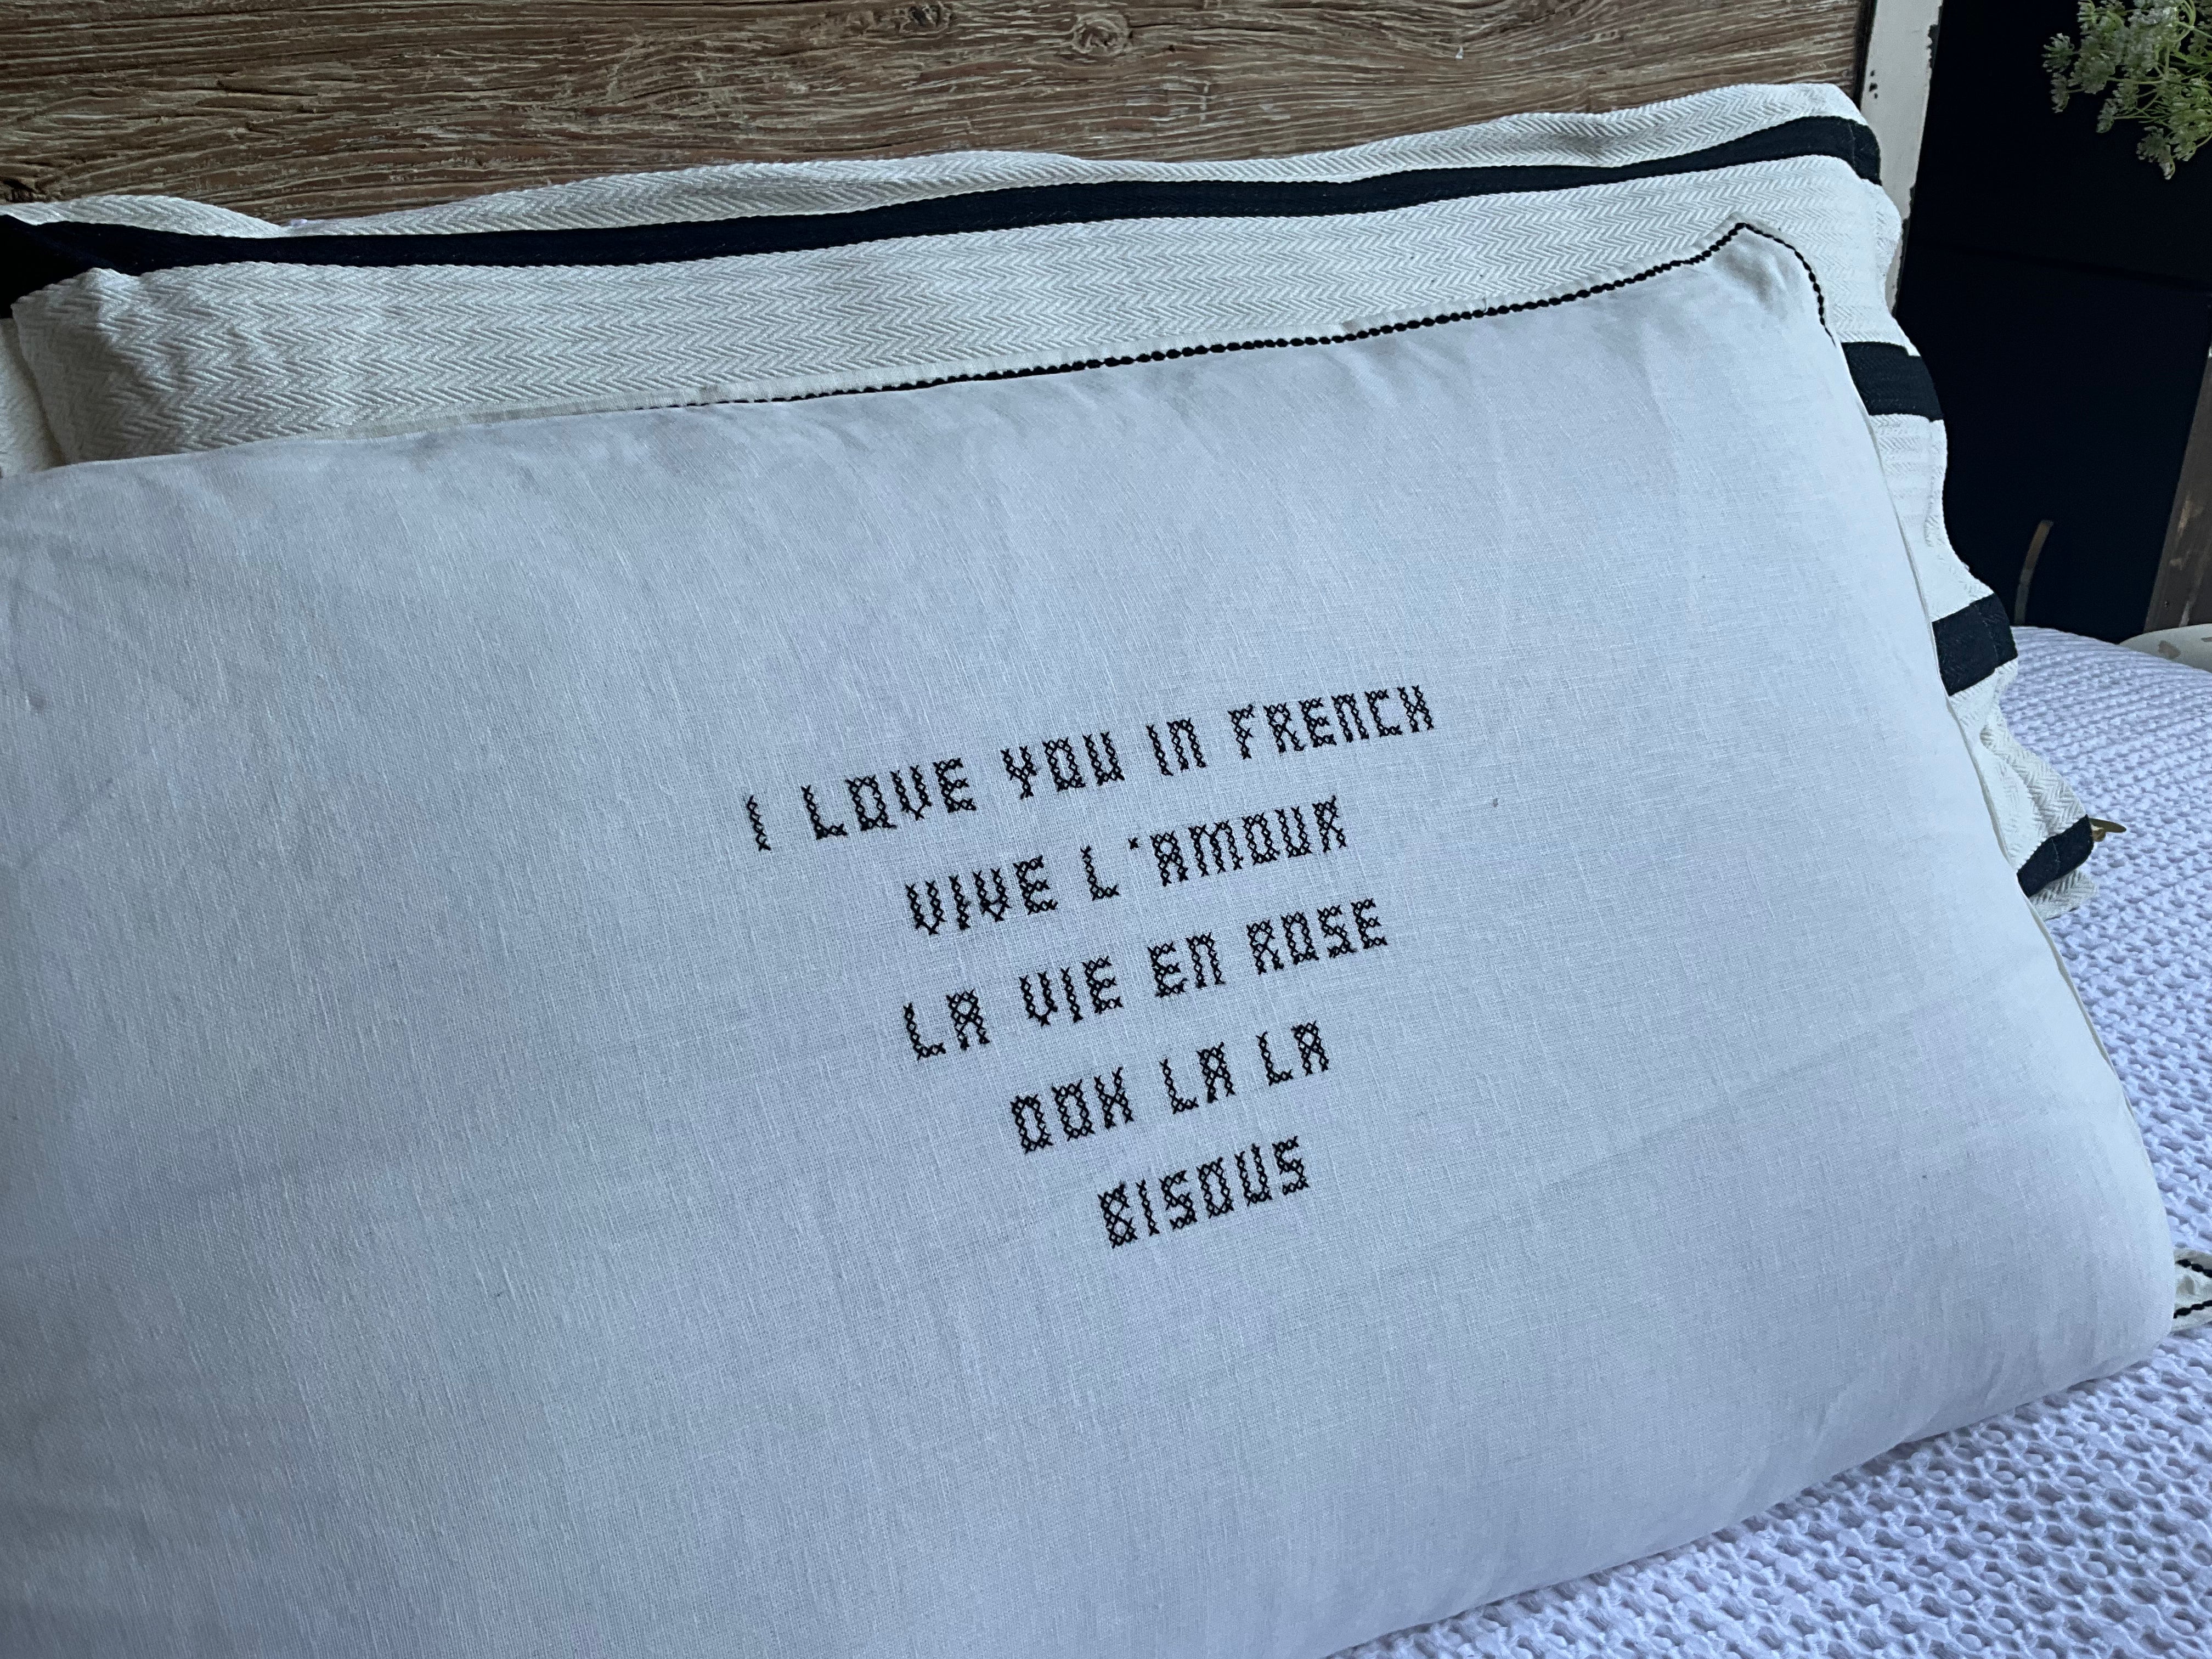 I LOVE YOU IN FRENCH
VIVE L'AMOUR
LA VIE EN ROSE
OOH LA LA
BISOUS